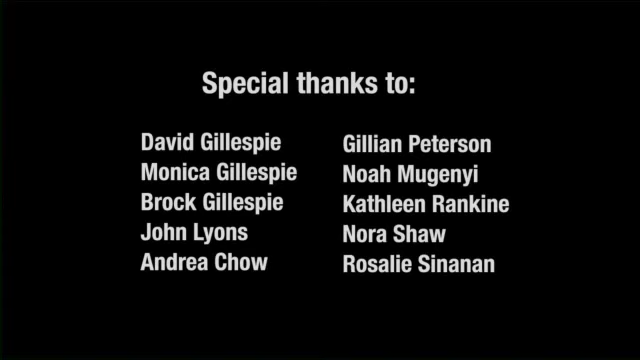 Special thanks to:
David Gillespie
Monica Gillespie
Brock Gillespie
John Lyons
Andrea Chow
Gillian Peterson
Noah Mugenyi
Kathleen Rankine
Nora Shaw
Rosalie Sinanan